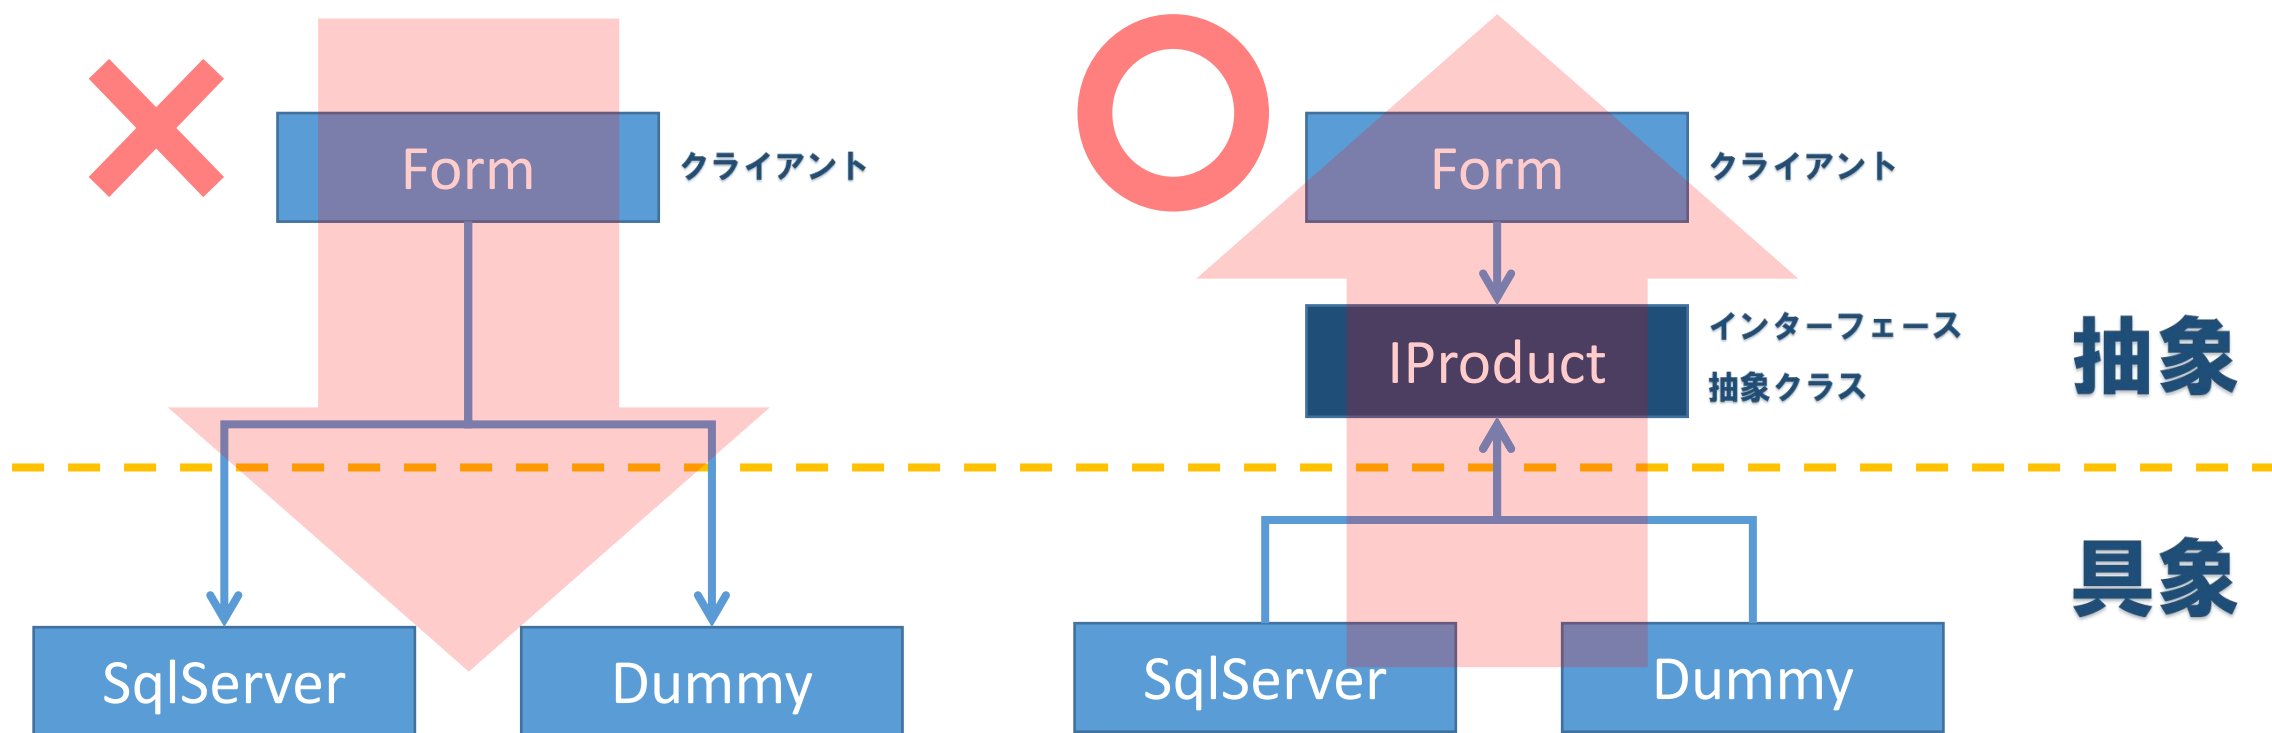 Form
クライアント
SqlServer
Dummy
Form
クライアント
IProduct
インターフェース
抽象クラス
SqlServer
Dummy
抽象
具象